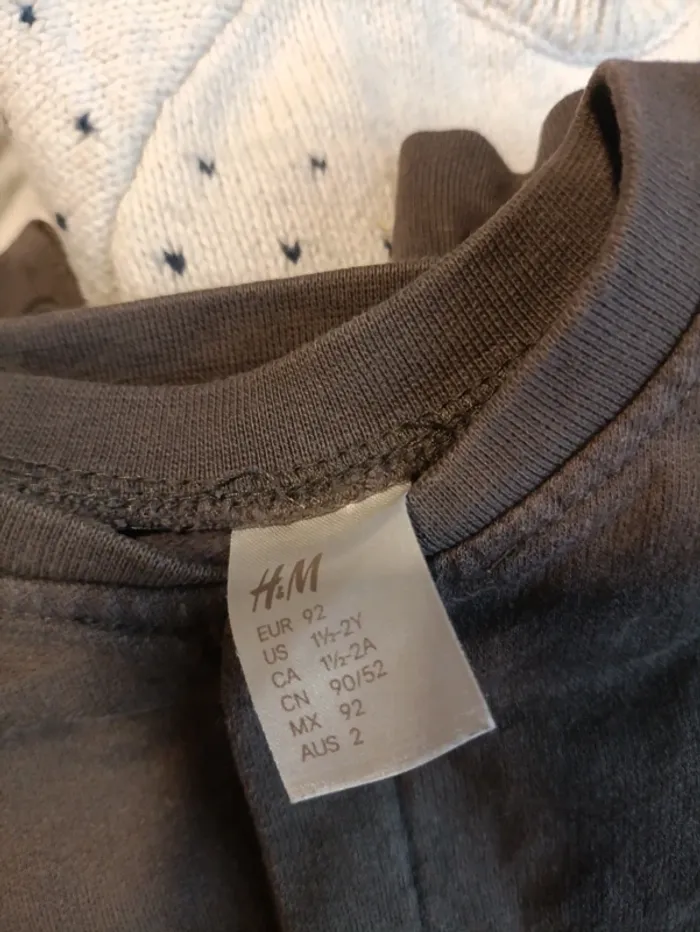 H&M
EUR 92
US 1½-2Y
CA 1½-2A
CN 90/52
MX 92
AUS 2